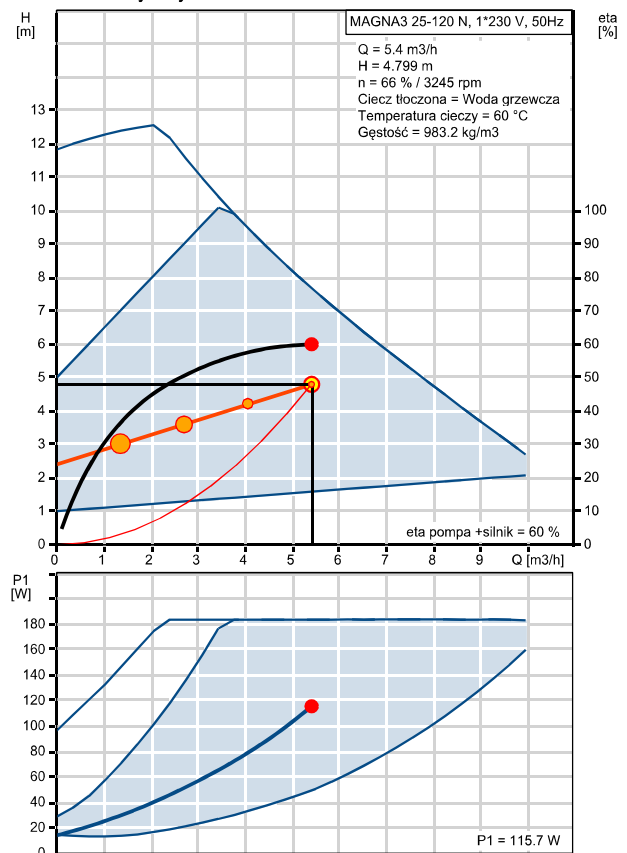 H
[m]
eta
[%]
MAGNA3 25-120 N, 1*230 V, 50Hz
Q = 5.4 m3/h
H = 4.799 m
n = 66 % / 3245 rpm
Ciecz tłoczona = Woda grzewcza
Temperatura cieczy = 60 °C
Gęstość = 983.2 kg/m3
13
12
11
10
9
8
7
6
5
4
3
2
1
0
100
90
80
70
60
50
40
30
20
10
0
eta pompa +silnik = 60 %
0 1 2 3 4 5 6 7 8 9 Q [m3/h]
P1
[W]
180
160
140
120
100
80
60
40
20
0
P1 = 115.7 W